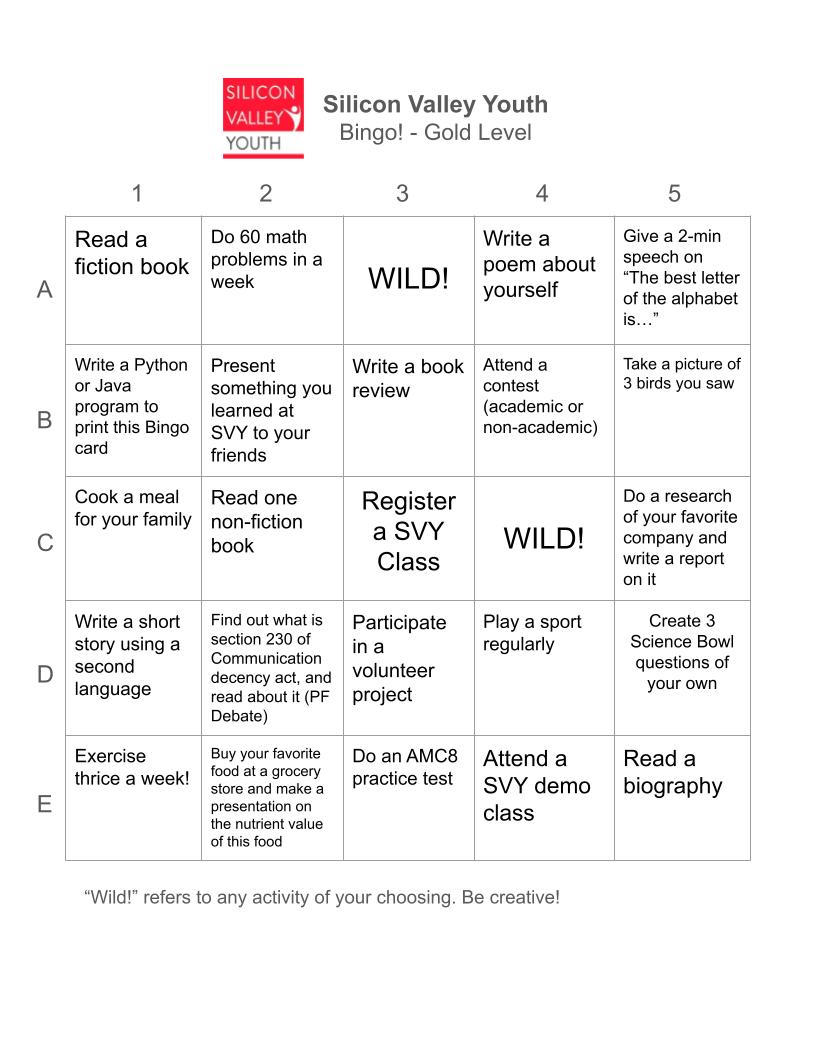 SILICON
VALLEY
YOUTH
Silicon Valley Youth
Bingo! - Gold Level
1 2 3 4 5
A
Read a
fiction book
Do 60 math
problems in a
week
WILD!
Write a
poem about
yourself
Give a 2-min
speech on
“The best letter
of the alphabet
is…”
B
Write a Python
or Java
program to
print this Bingo
card
Present
something you
learned at
SVY to your
friends
Write a book
review
Attend a
contest
(academic or
non-academic)
Take a picture of
3 birds you saw
C
Cook a meal
for your family
Read one
non-fiction
book
Register
a SVY
Class
WILD!
Do a research
of your favorite
company and
write a report
on it
D
Write a short
story using a
second
language
Find out what is
section 230 of
Communication
decency act, and
read about it (PF
Debate)
Participate
in a
volunteer
project
Play a sport
regularly
Create 3
Science Bowl
questions of
your own
E
Exercise
thrice a week!
Buy your favorite
food at a grocery
store and make a
presentation on
the nutrient value
of this food
Do an AMC8
practice test
Attend a
SVY demo
class
Read a
biography
“Wild!” refers to any activity of your choosing. Be creative!